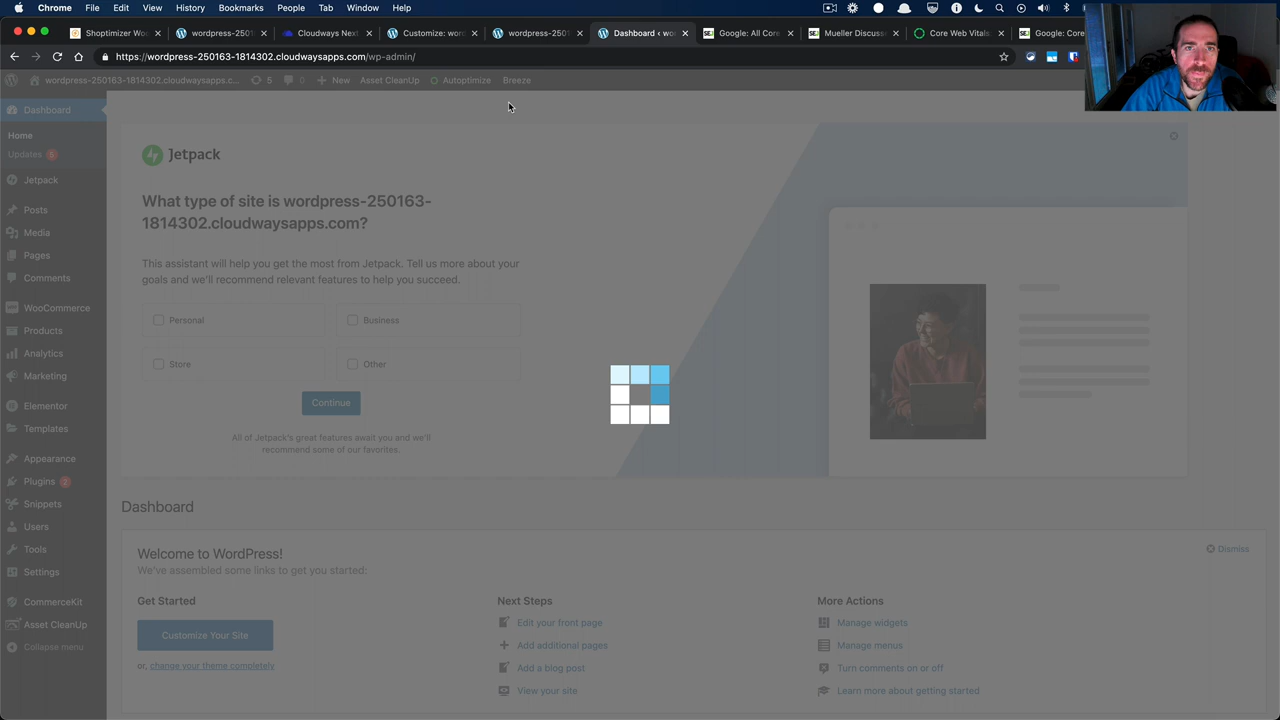 Chrome File Edit View History Bookmarks People Tab Window Help
Shoptimizer Woo wordpress-250163 Cloudways Next Customize: wor wordpress-2501 Dashboard ‹ wo Google: All Core Mueller Discuss Core Web Vitals Google: Core
https://wordpress-250163-1814302.cloudwaysapps.com/wp-admin/
wordpress-250163-1814302.cloudwaysapps.c... 5 0 New Asset CleanUp Autoptimize Breeze
Dashboard
Home
Updates 5
Jetpack
Posts
Media
Pages
Comments
WooCommerce
Products
Analytics
Marketing
Elementor
Templates
Appearance
Plugins 2
Snippets
Users
Tools
Settings
CommerceKit
Asset CleanUp
Collapse menu
Jetpack
What type of site is wordpress-250163-
1814302.cloudwaysapps.com?
This assistant will help you get the most from Jetpack. Tell us more about your
goals and we'll recommend relevant features to help you succeed.
Personal
Business
Store
Other
Continue
All of Jetpack's great features await you and we'll
recommend some of our favorites.
Dashboard
Welcome to WordPress!
We've assembled some links to get you started:
Dismiss
Get Started
Customize Your Site
or, change your theme completely
Next Steps
Edit your front page
Add additional pages
Add a blog post
View your site
More Actions
Manage widgets
Manage menus
Turn comments on or off
Learn more about getting started